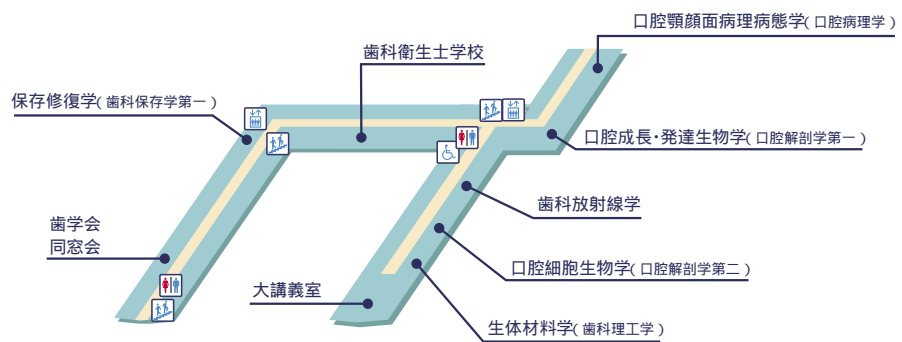 口腔顎顔面病理病態学(口腔病理学)
歯科衛生士学校
保存修復学(歯科保存学第一)
口腔成長・発達生物学(口腔解剖学第一)
歯科放射線学
歯学会
同窓会
口腔細胞生物学(口腔解剖学第二)
大講義室
生体材料学(歯科理工学)